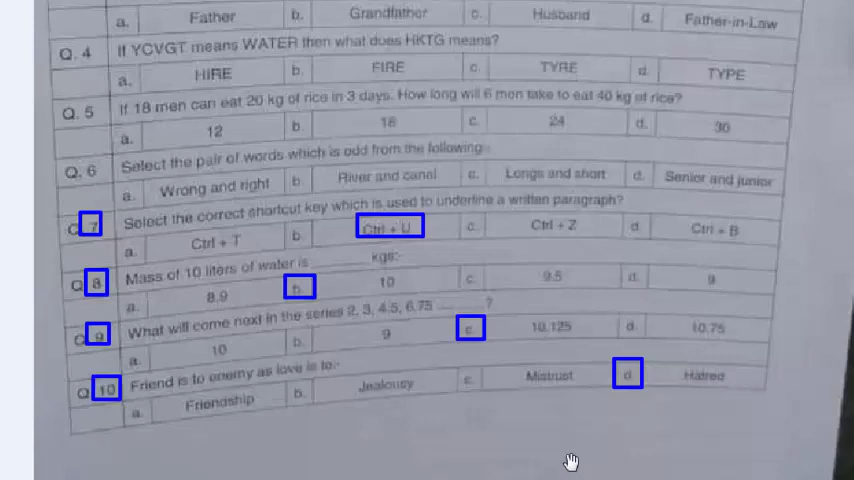 a. Father b. Grandfather c. Husband d. Father-in-Law
Q. 4 If YCVGT means WATER then what does HKTG means?
a. HIRE b. FIRE c. TYRE d. TYPE
Q. 5 If 18 men can eat 20 kg of rice in 3 days. How long will 6 men take to eat 40 kg of rice?
a. 12 b. 18 c. 24 d. 30
Q. 6 Select the pair of words which is odd from the following:-
a. Wrong and right b. River and canal c. Longs and short d. Senior and junior
Q. 7 Select the correct shortcut key which is used to underline a written paragraph?
a. Ctrl + T b. Ctrl + U c. Ctrl + Z d. Ctrl + B
Q. 8 Mass of 10 liters of water is ______ kgs:-
a. 8.9 b. 10 c. 9.5 d. 9
Q. 9 What will come next in the series 2, 3, 4.5, 6.75 ______ ?
a. 10 b. 9 c. 10.125 d. 10.75
Q. 10 Friend is to enemy as love is to:-
a. Friendship b. Jealousy c. Mistrust d. Hatred